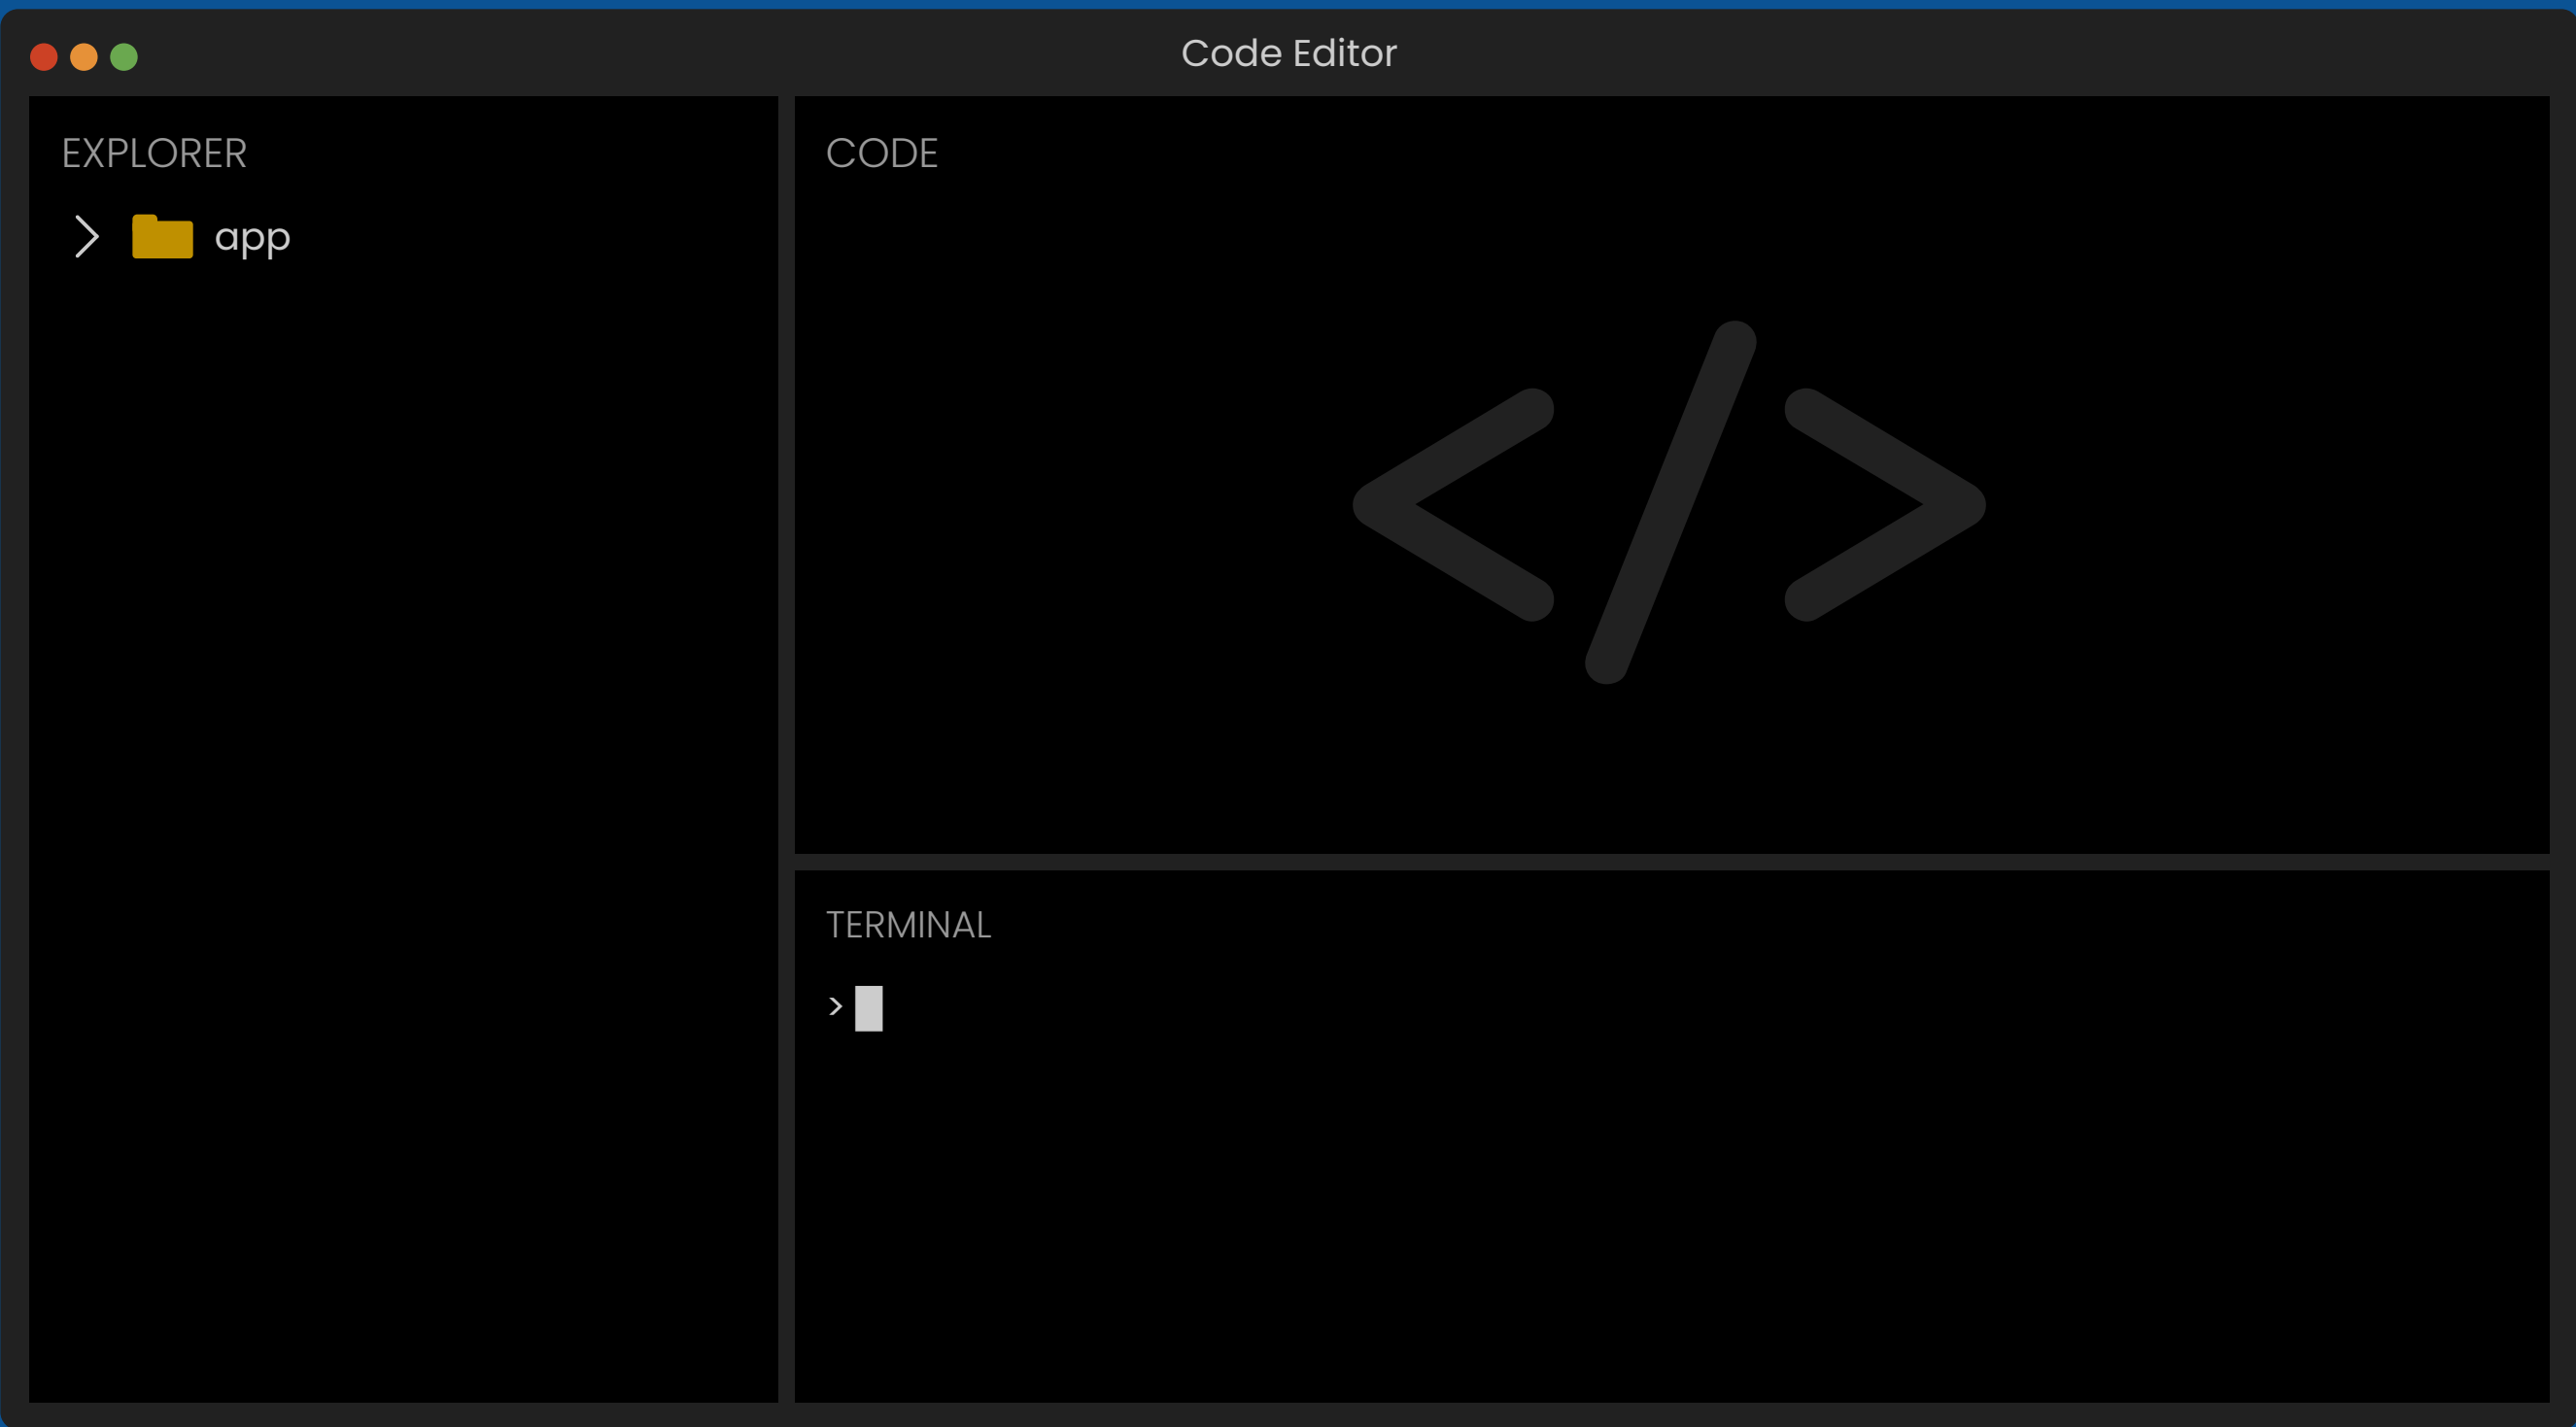 Code Editor
EXPLORER
app
CODE
</>
TERMINAL
>